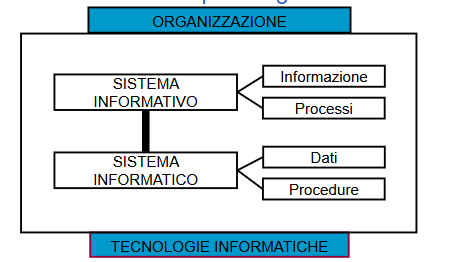 ORGANIZZAZIONE
SISTEMA
INFORMATIVO
Informazione
Processi
SISTEMA
INFORMATICO
Dati
Procedure
TECNOLOGIE INFORMATICHE